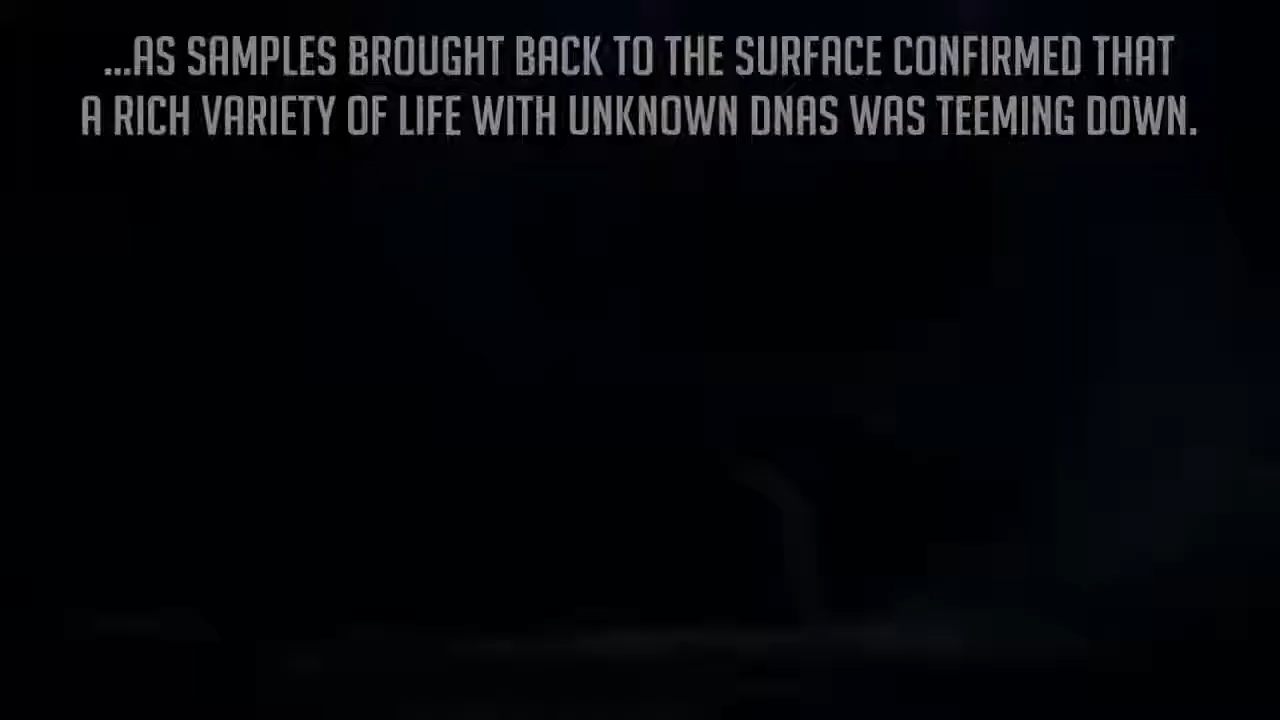 ...AS SAMPLES BROUGHT BACK TO THE SURFACE CONFIRMED THAT
A RICH VARIETY OF LIFE WITH UNKNOWN DNAS WAS TEEMING DOWN.